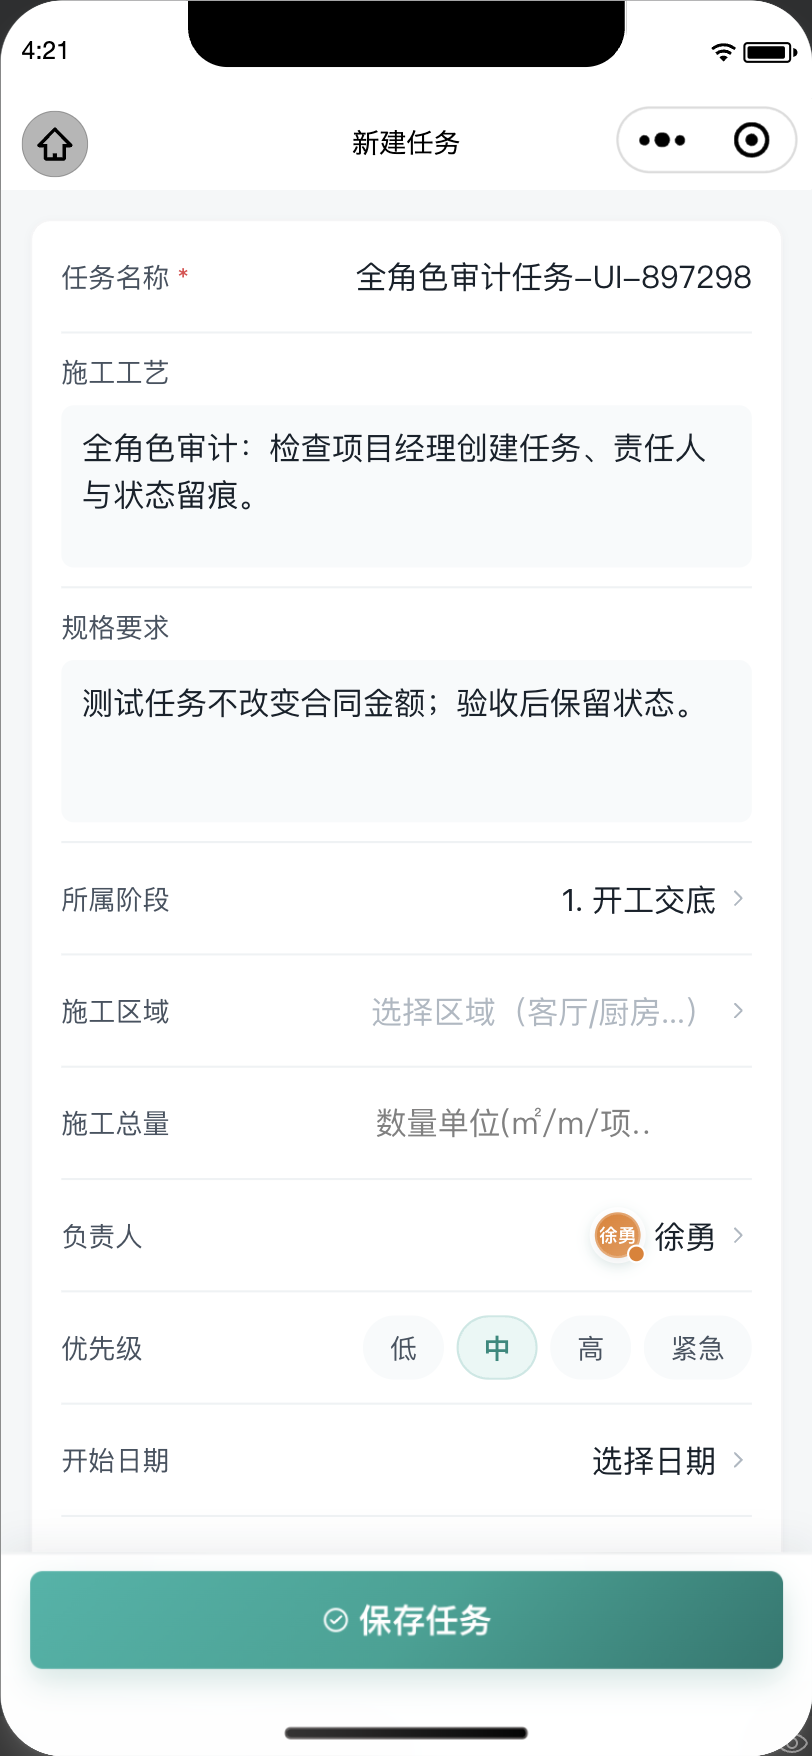 4:21
新建任务
任务名称 *
全角色审计任务-UI-897298
施工工艺
全角色审计：检查项目经理创建任务、责任人
与状态留痕。
规格要求
测试任务不改变合同金额；验收后保留状态。
所属阶段
1. 开工交底
施工区域
选择区域（客厅/厨房...）
施工总量
数量单位(㎡/m/项..
负责人
徐勇 徐勇
优先级
低 中 高 紧急
开始日期
选择日期
保存任务